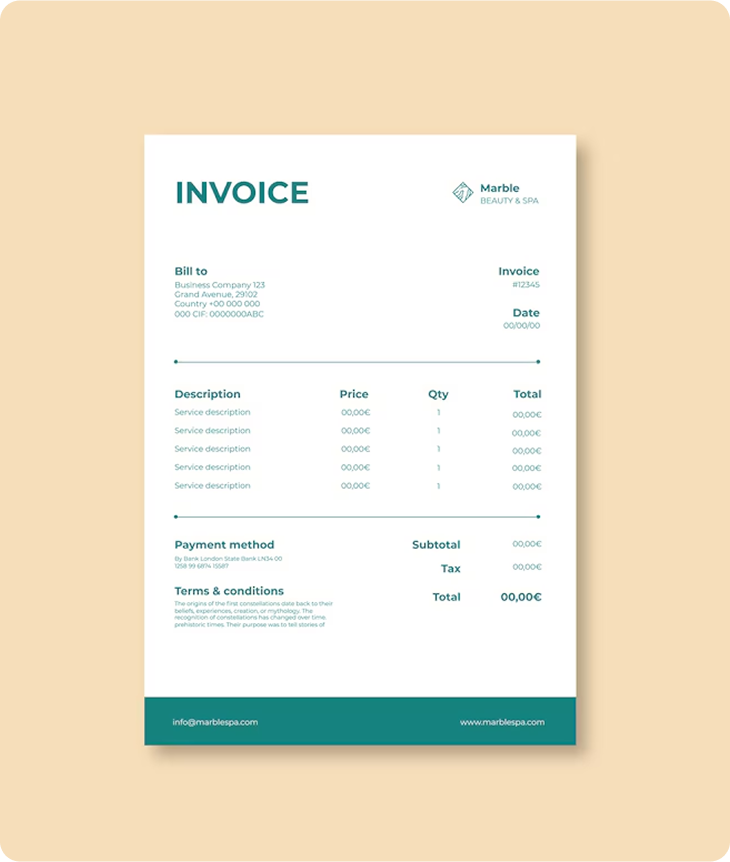 INVOICE
Marble
BEAUTY & SPA
Bill to
Business Company 123
Grand Avenue, 29102
Country +00 000 000
000 CIF: 0000000ABC
Invoice
#12345
Date
00/00/00
Description Price Qty Total
Service description 00,00€ 1 00,00€
Service description 00,00€ 1 00,00€
Service description 00,00€ 1 00,00€
Service description 00,00€ 1 00,00€
Service description 00,00€ 1 00,00€
Payment method
By Bank London State Bank LN34 00
1258 99 6874 15587
Terms & conditions
The origins of the first constellations date back to their
beliefs, experiences, creation, or mythology. The
recognition of constellations has changed over time
prehistoric times. Their purpose was to tell stories of
Subtotal 00,00€
Tax 00,00€
Total 00,00€
info@marblespa.com
www.marblespa.com